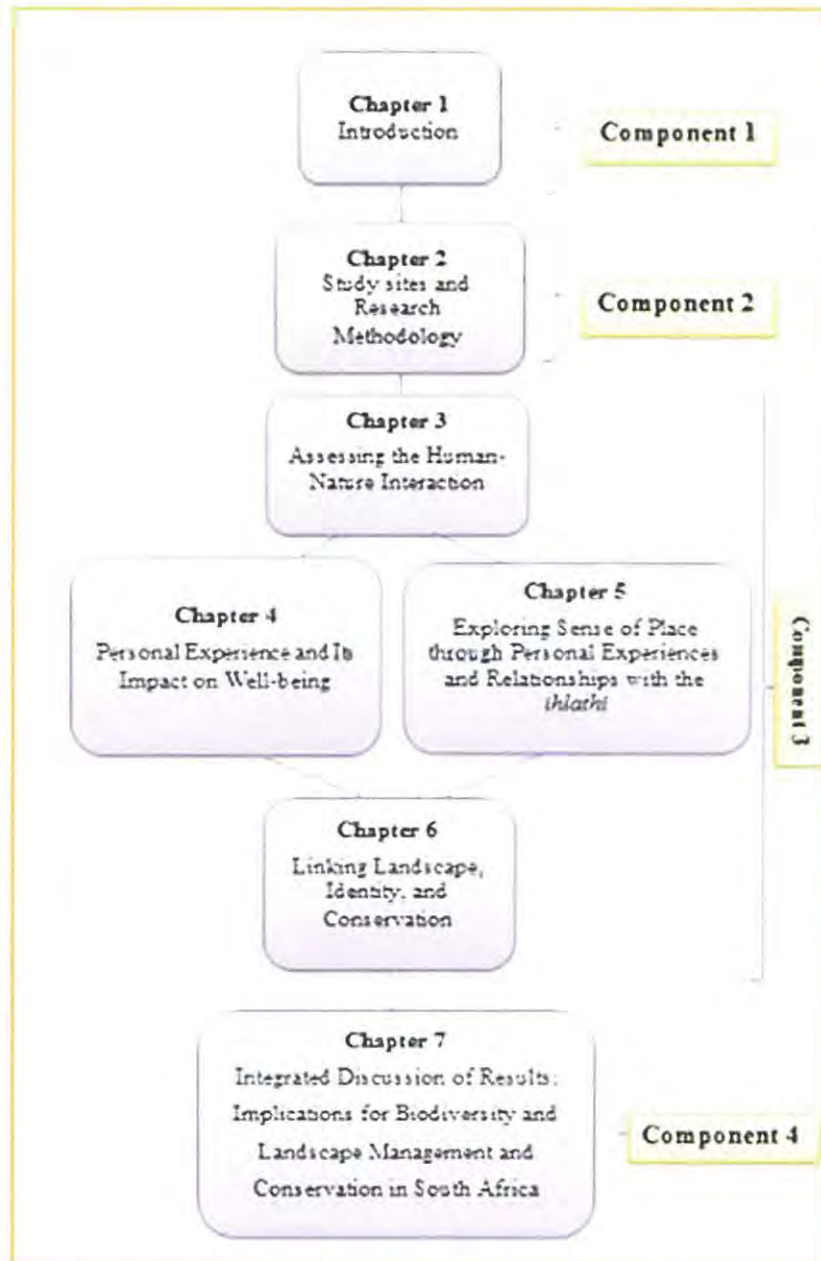 Chapter 1
Introduction
Component 1
Chapter 2
Study sites and
Research
Methodology
Component 2
Chapter 3
Assessing the Human-
Nature Interaction
Chapter 4
Personal Experience and Its
Impact on Well-being
Chapter 5
Exploring Sense of Place
through Personal Experiences
and Relationships with the
ihlathi
Component 3
Chapter 6
Linking Landscape,
Identity, and
Conservation
Chapter 7
Integrated Discussion of Results:
Implications for Biodiversity and
Landscape Management and
Conservation in South Africa
Component 4